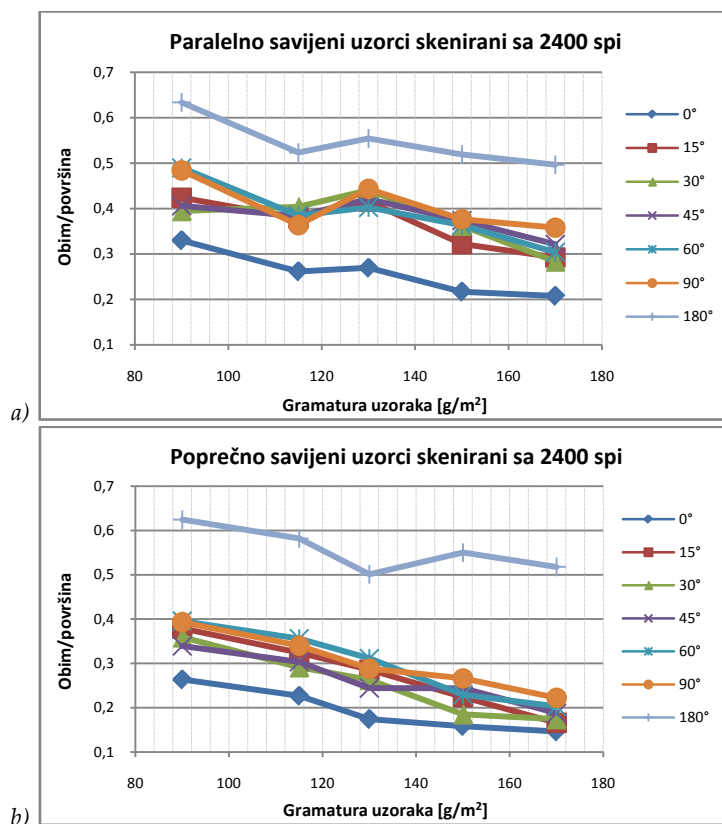 Paralelno savijeni uzorci skenirani sa 2400 spi
0,7
0,6
0,5
0,4
0,3
0,2
0,1
Obim/površina
80 100 120 140 160 180
Gramatura uzoraka [g/m²]
0°
15°
30°
45°
60°
90°
180°
a)
Poprečno savijeni uzorci skenirani sa 2400 spi
0,7
0,6
0,5
0,4
0,3
0,2
0,1
Obim/površina
80 100 120 140 160 180
Gramatura uzoraka [g/m²]
0°
15°
30°
45°
60°
90°
180°
b)